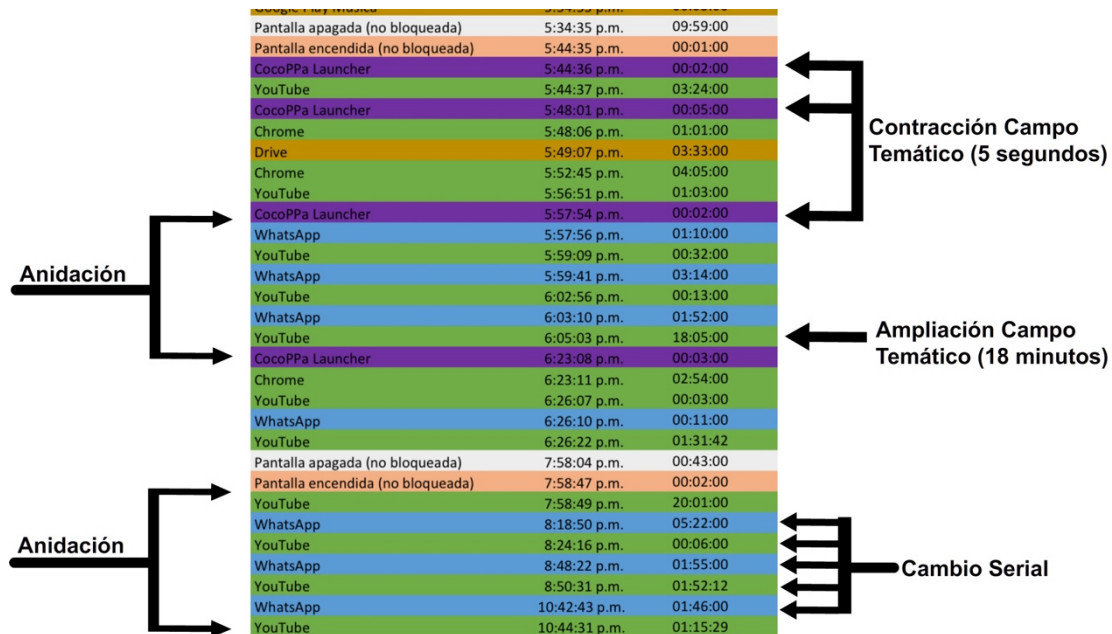 Google Play Música 5:34:35 p.m.
Pantalla apagada (no bloqueada) 5:34:35 p.m. 09:59:00
Pantalla encendida (no bloqueada) 5:44:35 p.m. 00:01:00
CocoPPa Launcher 5:44:36 p.m. 00:02:00
YouTube 5:44:37 p.m. 03:24:00
CocoPPa Launcher 5:48:01 p.m. 00:05:00
Chrome 5:48:06 p.m. 01:01:00
Contracción Campo
Temático (5 segundos)
Drive 5:49:07 p.m. 03:33:00
Chrome 5:52:45 p.m. 04:05:00
YouTube 5:56:51 p.m. 01:03:00
CocoPPa Launcher 5:57:54 p.m. 00:02:00
WhatsApp 5:57:56 p.m. 01:10:00
YouTube 5:59:09 p.m. 00:32:00
Anidación
WhatsApp 5:59:41 p.m. 03:14:00
YouTube 6:02:56 p.m. 00:13:00
WhatsApp 6:03:10 p.m. 01:52:00
YouTube 6:05:03 p.m. 18:05:00
Ampliación Campo
Temático (18 minutos)
CocoPPa Launcher 6:23:08 p.m. 00:03:00
Chrome 6:23:11 p.m. 02:54:00
YouTube 6:26:07 p.m. 00:03:00
WhatsApp 6:26:10 p.m. 00:11:00
YouTube 6:26:22 p.m. 01:31:42
Pantalla apagada (no bloqueada) 7:58:04 p.m. 00:43:00
Pantalla encendida (no bloqueada) 7:58:47 p.m. 00:02:00
YouTube 7:58:49 p.m. 20:01:00
WhatsApp 8:18:50 p.m. 05:22:00
Anidación
YouTube 8:24:16 p.m. 00:06:00
WhatsApp 8:48:22 p.m. 01:55:00
Cambio Serial
YouTube 8:50:31 p.m. 01:52:12
WhatsApp 10:42:43 p.m. 01:46:00
YouTube 10:44:31 p.m. 01:15:29